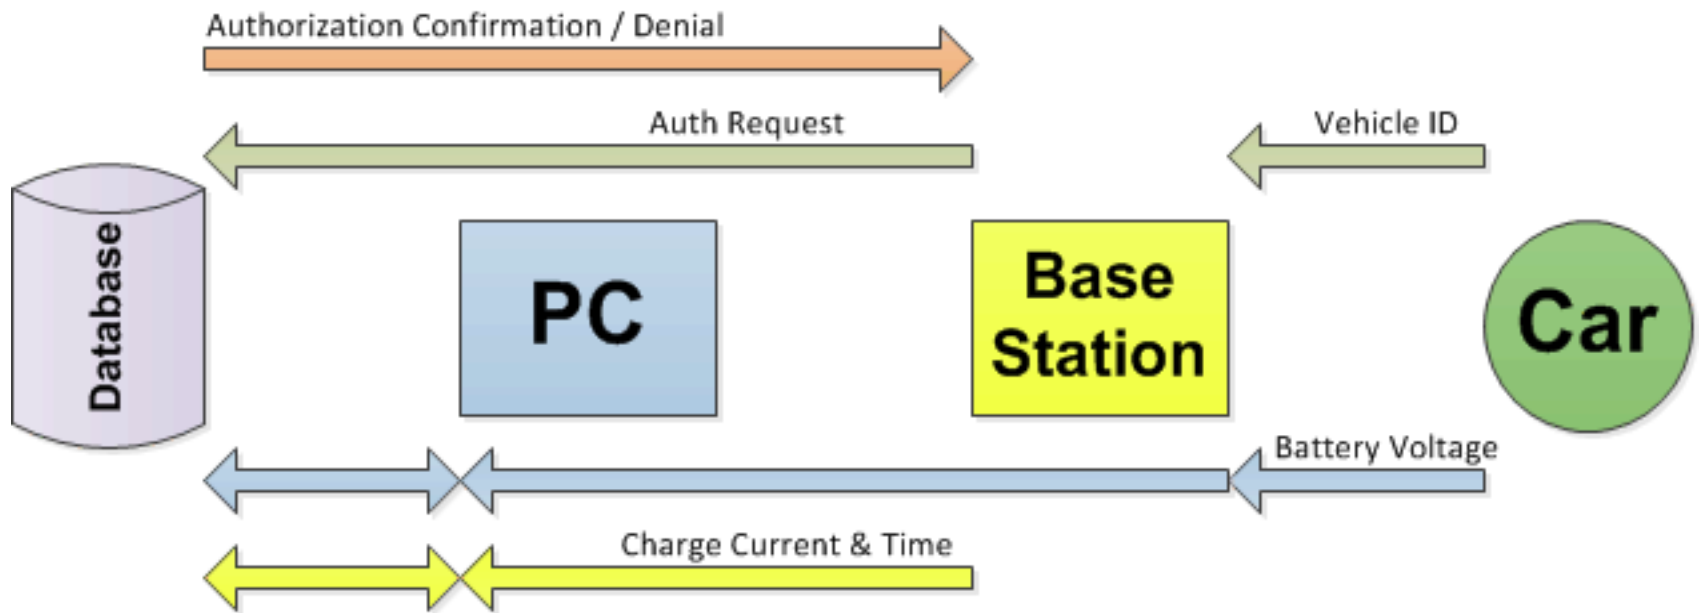 Authorization Confirmation / Denial
Auth Request
Vehicle ID
Database
PC
Base
Station
Car
Battery Voltage
Charge Current & Time